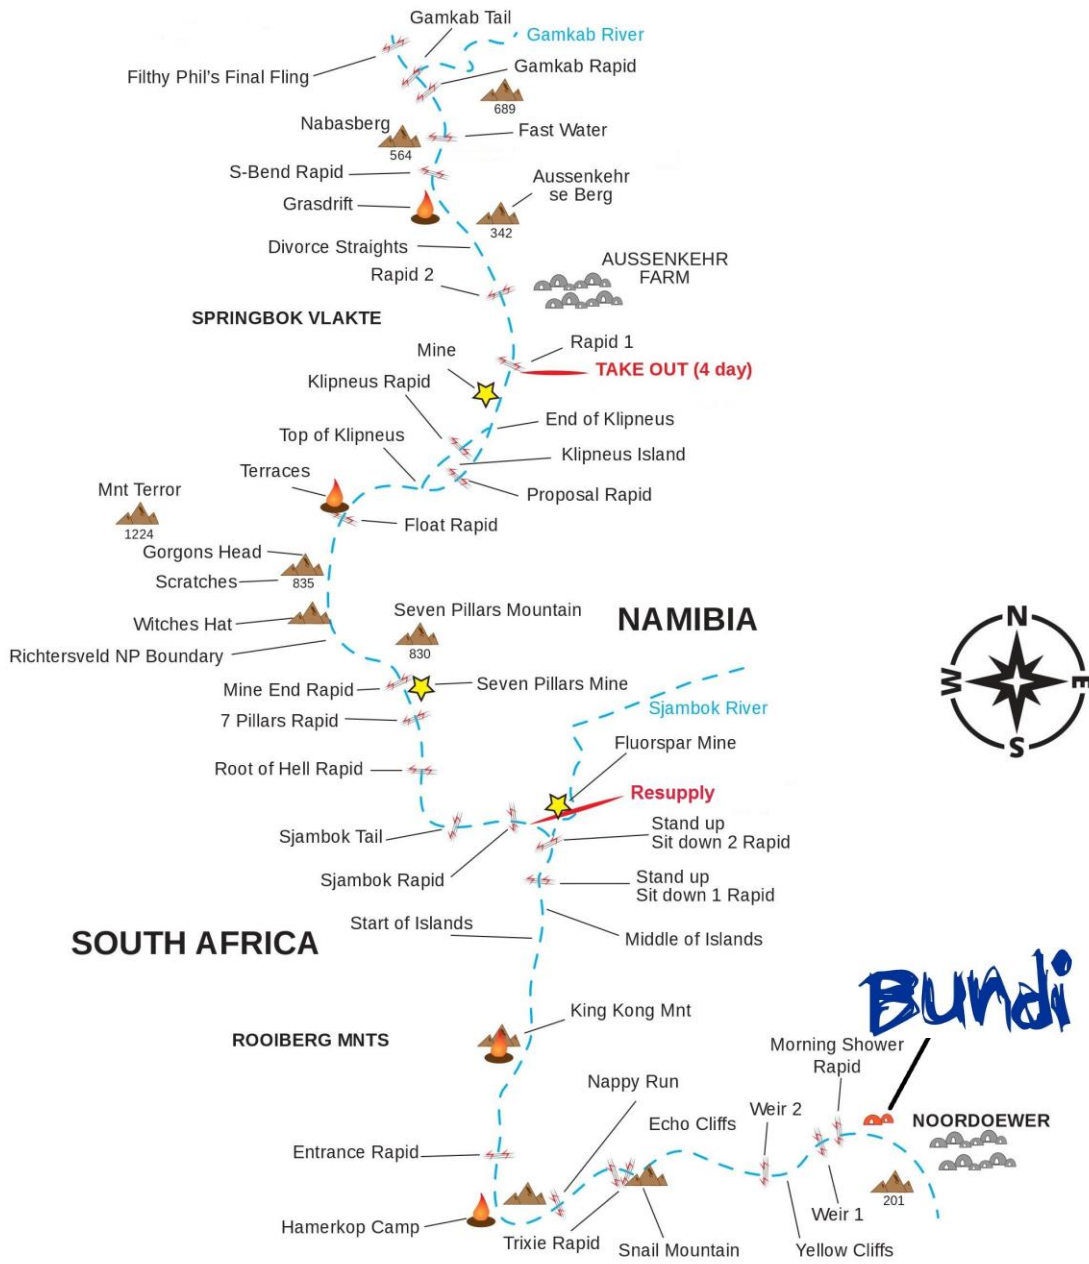 Gamkab Tail
Gamkab River
Filthy Phil's Final Fling
Gamkab Rapid
689
Nabasberg
564
Fast Water
S-Bend Rapid
Aussenkehr
se Berg
Grasdrift
342
Divorce Straights
AUSSENKEHR
FARM
Rapid 2
SPRINGBOK VLAKTE
Rapid 1
Mine
TAKE OUT (4 day)
Klipneus Rapid
End of Klipneus
Top of Klipneus
Klipneus Island
Terraces
Mnt Terror
1224
Proposal Rapid
Float Rapid
Gorgons Head
Scratches
835
Witches Hat
Seven Pillars Mountain
830
NAMIBIA
N
W
E
S
Richtersveld NP Boundary
Mine End Rapid
Seven Pillars Mine
Sjambok River
7 Pillars Rapid
Fluorspar Mine
Root of Hell Rapid
Resupply
Sjambok Tail
Stand up
Sit down 2 Rapid
Sjambok Rapid
Stand up
Sit down 1 Rapid
Start of Islands
Middle of Islands
SOUTH AFRICA
Bundi
King Kong Mnt
ROOIBERG MNTS
Morning Shower
Rapid
Nappy Run
Weir 2
Echo Cliffs
NOORDOEWER
Entrance Rapid
201
Weir 1
Hamerkop Camp
Trixie Rapid
Snail Mountain
Yellow Cliffs